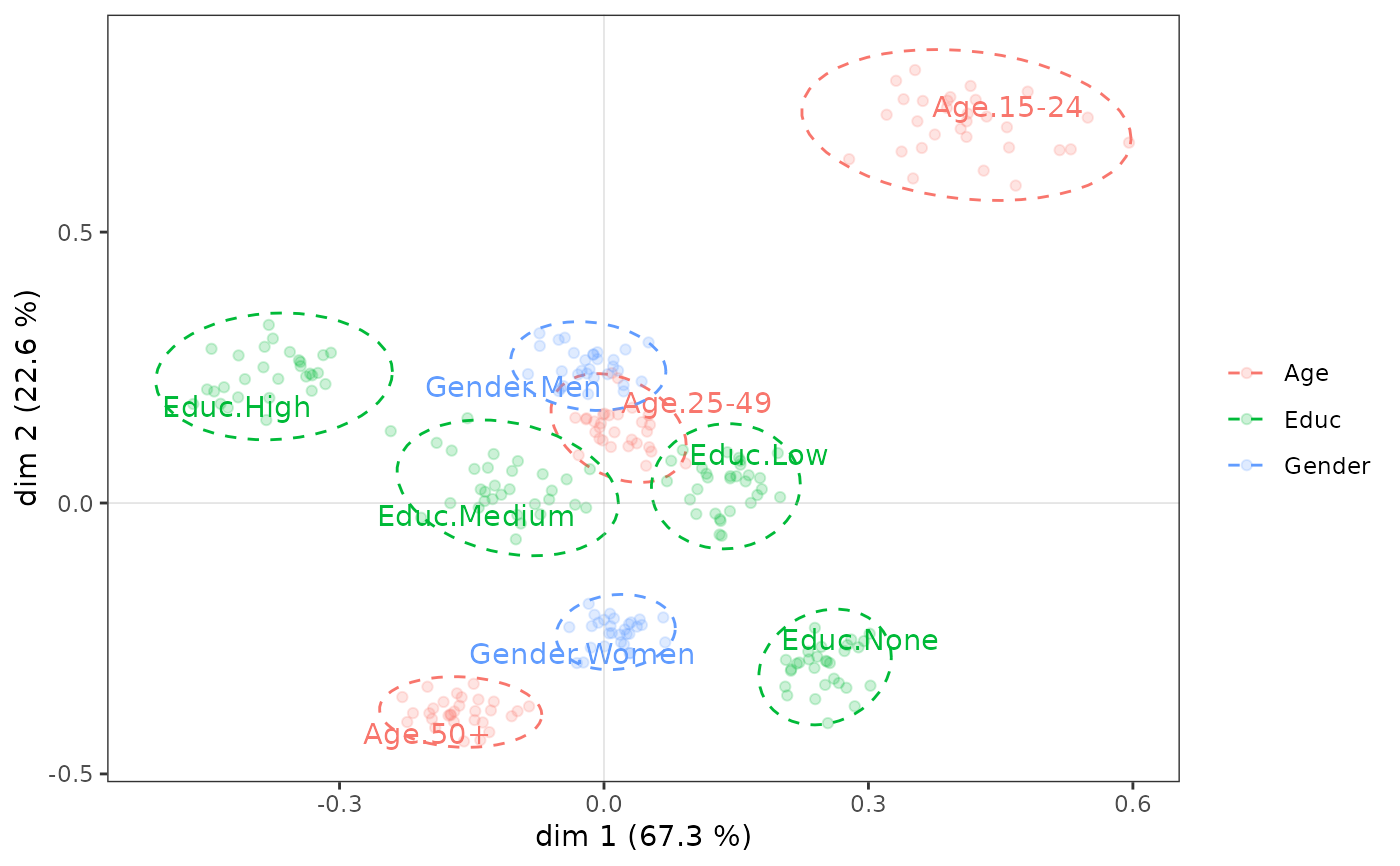 Age.15-24
Educ.High
Gender.Men
Age.25-49
Educ.Low
Educ.Medium
Gender.Women
Educ.None
Age.50+
0.5
0.0
-0.5
dim 2 (22.6 %)
-0.3
0.0
0.3
0.6
dim 1 (67.3 %)
Age
Educ
Gender